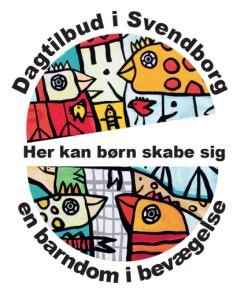 Dagtilbud i Svendborg
Her kan børn skabe sig
en barndom i bevægelse